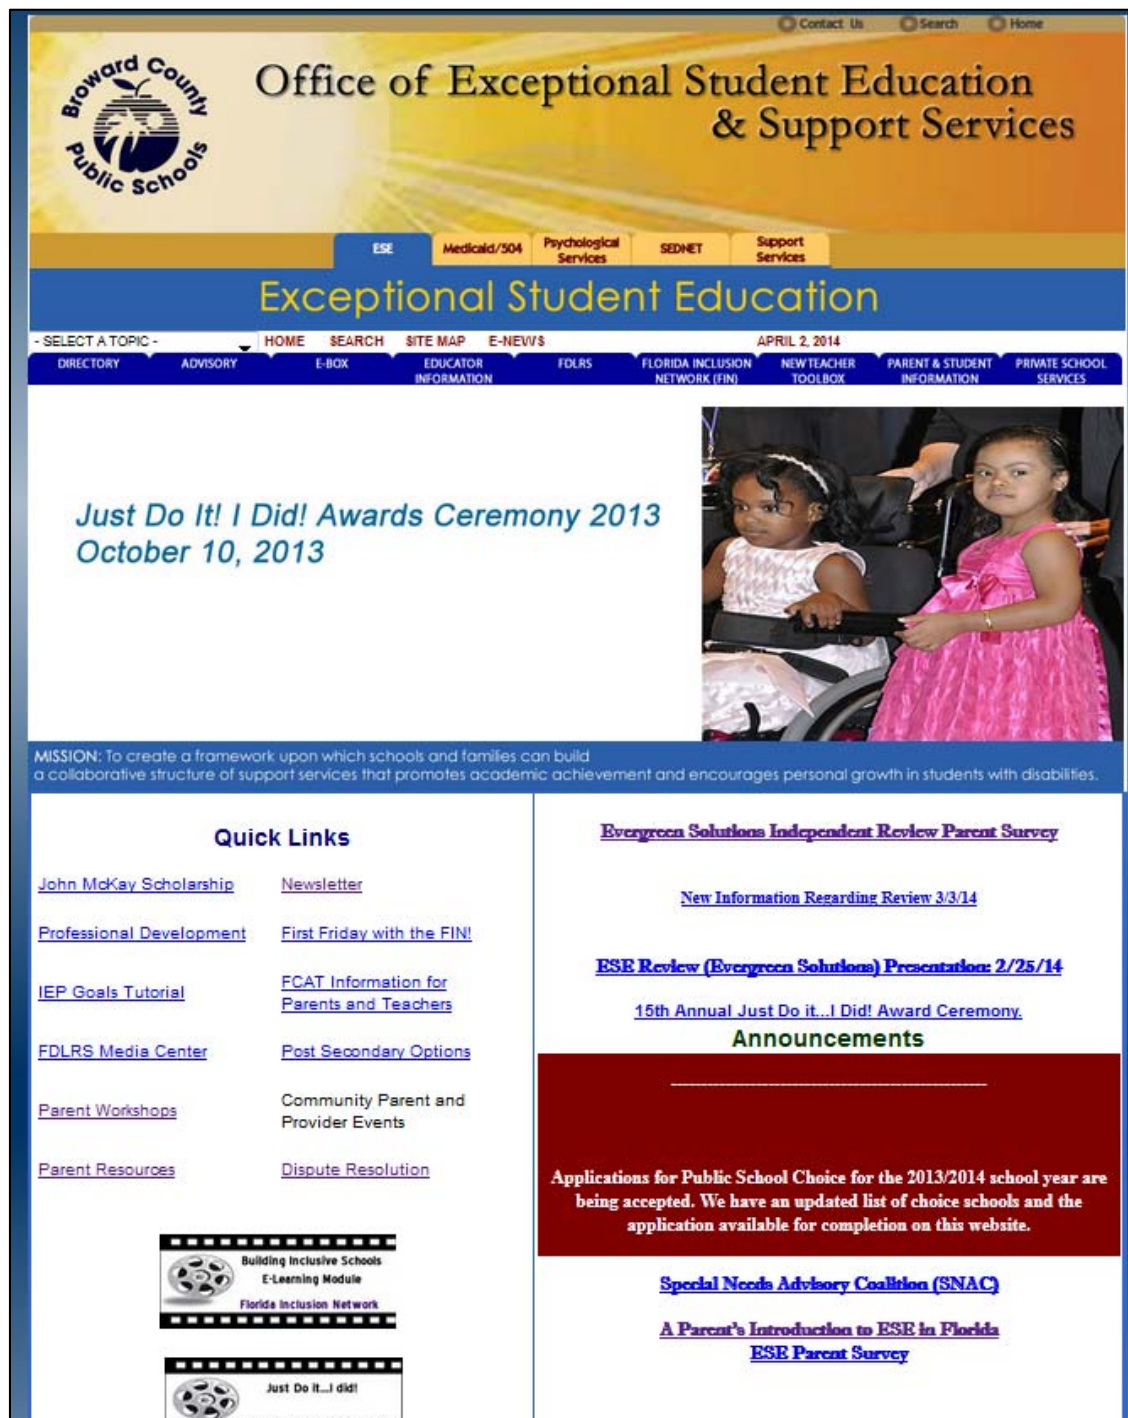 Contact Us Search Home
Broward County
Public Schools
Office of Exceptional Student Education
& Support Services
ESE Medicaid/504 Psychological Services SEDNET Support Services
Exceptional Student Education
- SELECT A TOPIC - HOME SEARCH SITE MAP E-NEWS APRIL 2, 2014
DIRECTORY ADVISORY E-BOX EDUCATOR INFORMATION FDLRS FLORIDA INCLUSION NETWORK (FIN) NEW TEACHER TOOLBOX PARENT & STUDENT INFORMATION PRIVATE SCHOOL SERVICES
Just Do It! I Did! Awards Ceremony 2013
October 10, 2013
MISSION: To create a framework upon which schools and families can build
a collaborative structure of support services that promotes academic achievement and encourages personal growth in students with disabilities.
Quick Links
John McKay Scholarship
Newsletter
Professional Development
First Friday with the FIN!
IEP Goals Tutorial
FCAT Information for
Parents and Teachers
FDLRS Media Center
Post Secondary Options
Parent Workshops
Community Parent and
Provider Events
Parent Resources
Dispute Resolution
Building Inclusive Schools
E-Learning Module
Florida Inclusion Network
Just Do it...I did!
Evergreen Solutions Independent Review Parent Survey
New Information Regarding Review 3/3/14
ESE Review (Evergreen Solutions) Presentation: 2/25/14
15th Annual Just Do it...I Did! Award Ceremony.
Announcements
Applications for Public School Choice for the 2013/2014 school year are
being accepted. We have an updated list of choice schools and the
application available for completion on this website.
Special Needs Advisory Coalition (SNAC)
A Parent's Introduction to ESE in Florida
ESE Parent Survey